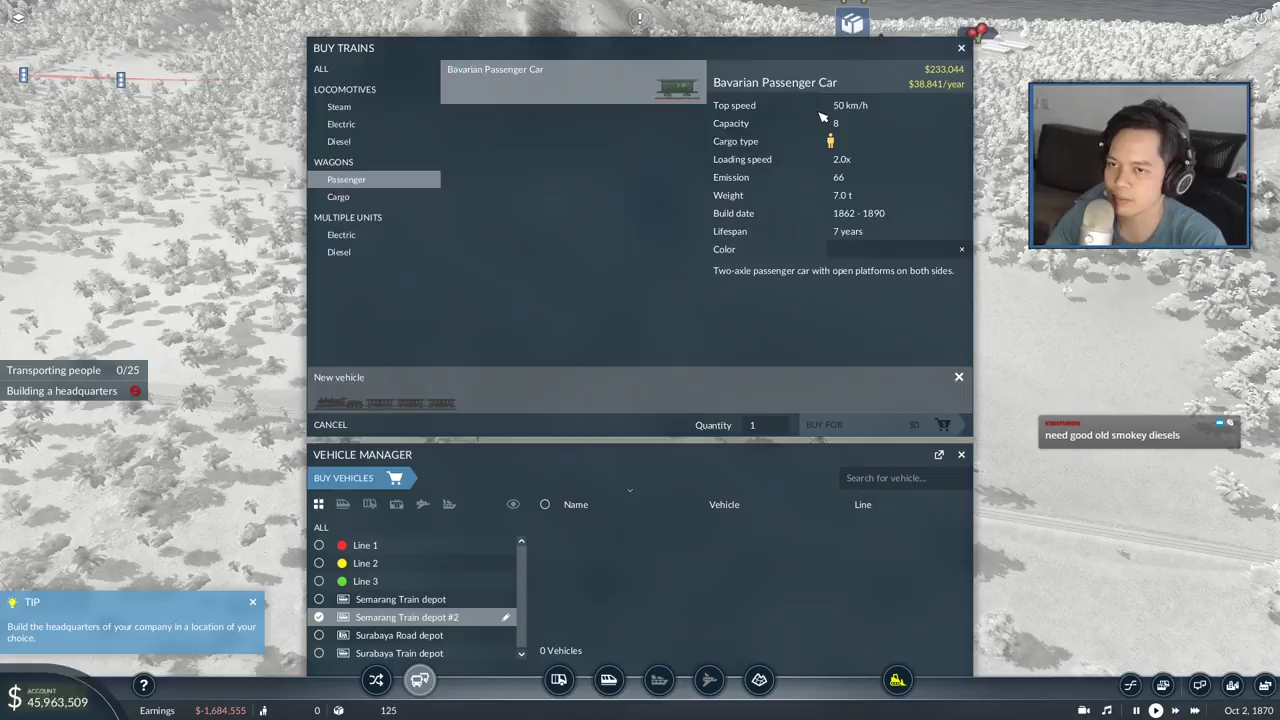 BUY TRAINS
ALL
LOCOMOTIVES
Steam
Electric
Diesel
WAGONS
Passenger
Cargo
MULTIPLE UNITS
Electric
Diesel
Bavarian Passenger Car
Bavarian Passenger Car
$233,044
$38,841/year
Top speed 50 km/h
Capacity 8
Cargo type
Loading speed 2.0x
Emission 66
Weight 7.0 t
Build date 1862 - 1890
Lifespan 7 years
Color
Two-axle passenger car with open platforms on both sides.
New vehicle
CANCEL Quantity 1 BUY FOR $0
Transporting people 0/25
Building a headquarters
need good old smokey diesels
VEHICLE MANAGER
BUY VEHICLES Search for vehicle...
Name Vehicle Line
ALL
Line 1
Line 2
Line 3
Semarang Train depot
Semarang Train depot #2
Surabaya Road depot
Surabaya Train depot
0 Vehicles
TIP
Build the headquarters of your company in a location of your
choice.
$ ACCOUNT
45,963,509
?
Earnings $-1,684,555 0 125 Oct 2, 1870